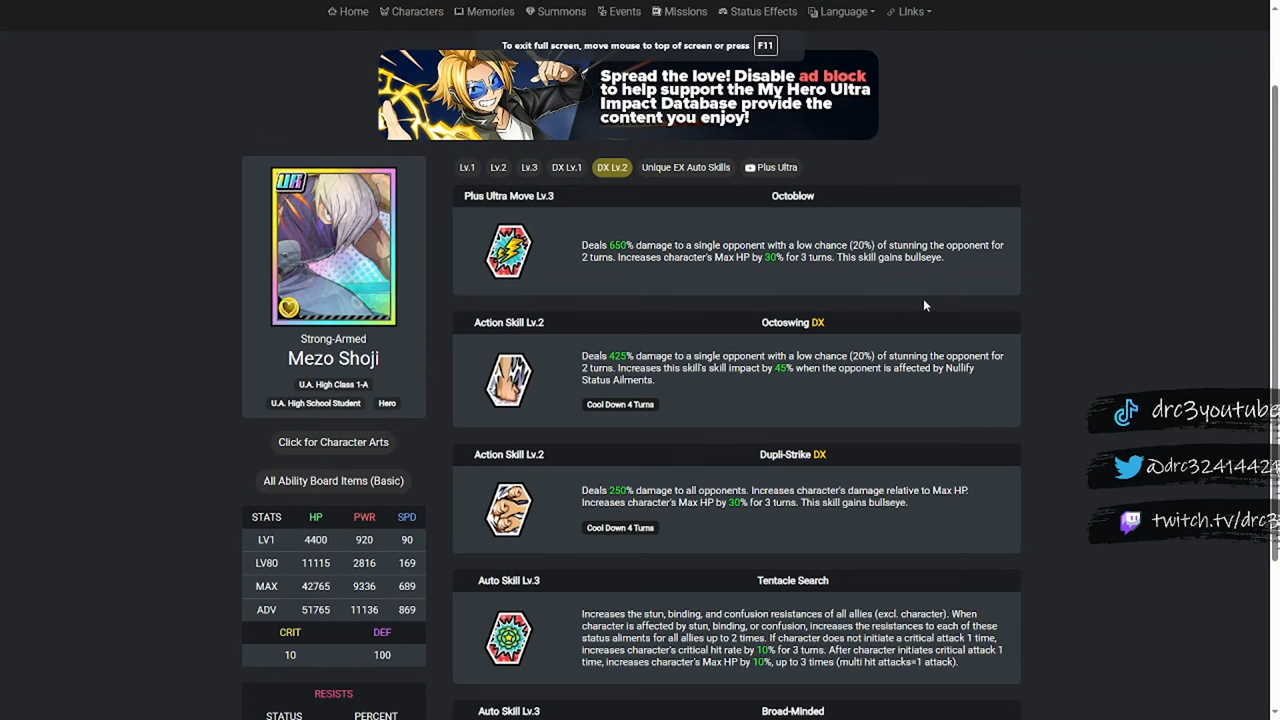 Home Characters Memories Summons Events Missions Status Effects Language Links
To exit full screen, move mouse to top of screen or press F11
Spread the love! Disable ad block
to help support the My Hero Ultra
Impact Database provide the
content you enjoy!
UR
Strong-Armed
Mezo Shoji
U.A. High Class 1-A
U.A. High School Student Hero
Click for Character Arts
All Ability Board Items (Basic)
STATS HP PWR SPD
LV1 4400 920 90
LV80 11115 2816 169
MAX 42765 9336 689
ADV 51765 11136 869
CRIT DEF
10 100
RESISTS
STATUS PERCENT
Lv.1 Lv.2 Lv.3 DX Lv.1 DX Lv.2 Unique EX Auto Skills Plus Ultra
Plus Ultra Move Lv.3 Octoblow
Deals 650% damage to a single opponent with a low chance (20%) of stunning the opponent for
2 turns. Increases character's Max HP by 30% for 3 turns. This skill gains bullseye.
Action Skill Lv.2 Octoswing DX
Deals 425% damage to a single opponent with a low chance (20%) of stunning the opponent for
2 turns. Increases this skill's skill impact by 45% when the opponent is affected by Nullify
Status Ailments.
Cool Down 4 Turns
Action Skill Lv.2 Dupli-Strike DX
Deals 250% damage to all opponents. Increases character's damage relative to Max HP.
Increases character's Max HP by 30% for 3 turns. This skill gains bullseye.
Cool Down 4 Turns
Auto Skill Lv.3 Tentacle Search
Increases the stun, binding, and confusion resistances of all allies (excl. character). When
character is affected by stun, binding, or confusion, increases the resistances to each of these
status aliments for all allies up to 2 times. If character does not initiate a critical attack 1 time,
increases character's critical hit rate by 10% for 3 turns. After character initiates critical attack 1
time, increases character's Max HP by 10%, up to 3 times (multi hit attacks=1 attack).
Auto Skill Lv.3 Broad-Minded
drc3youtube
@drc32414424
twitch.tv/drc3